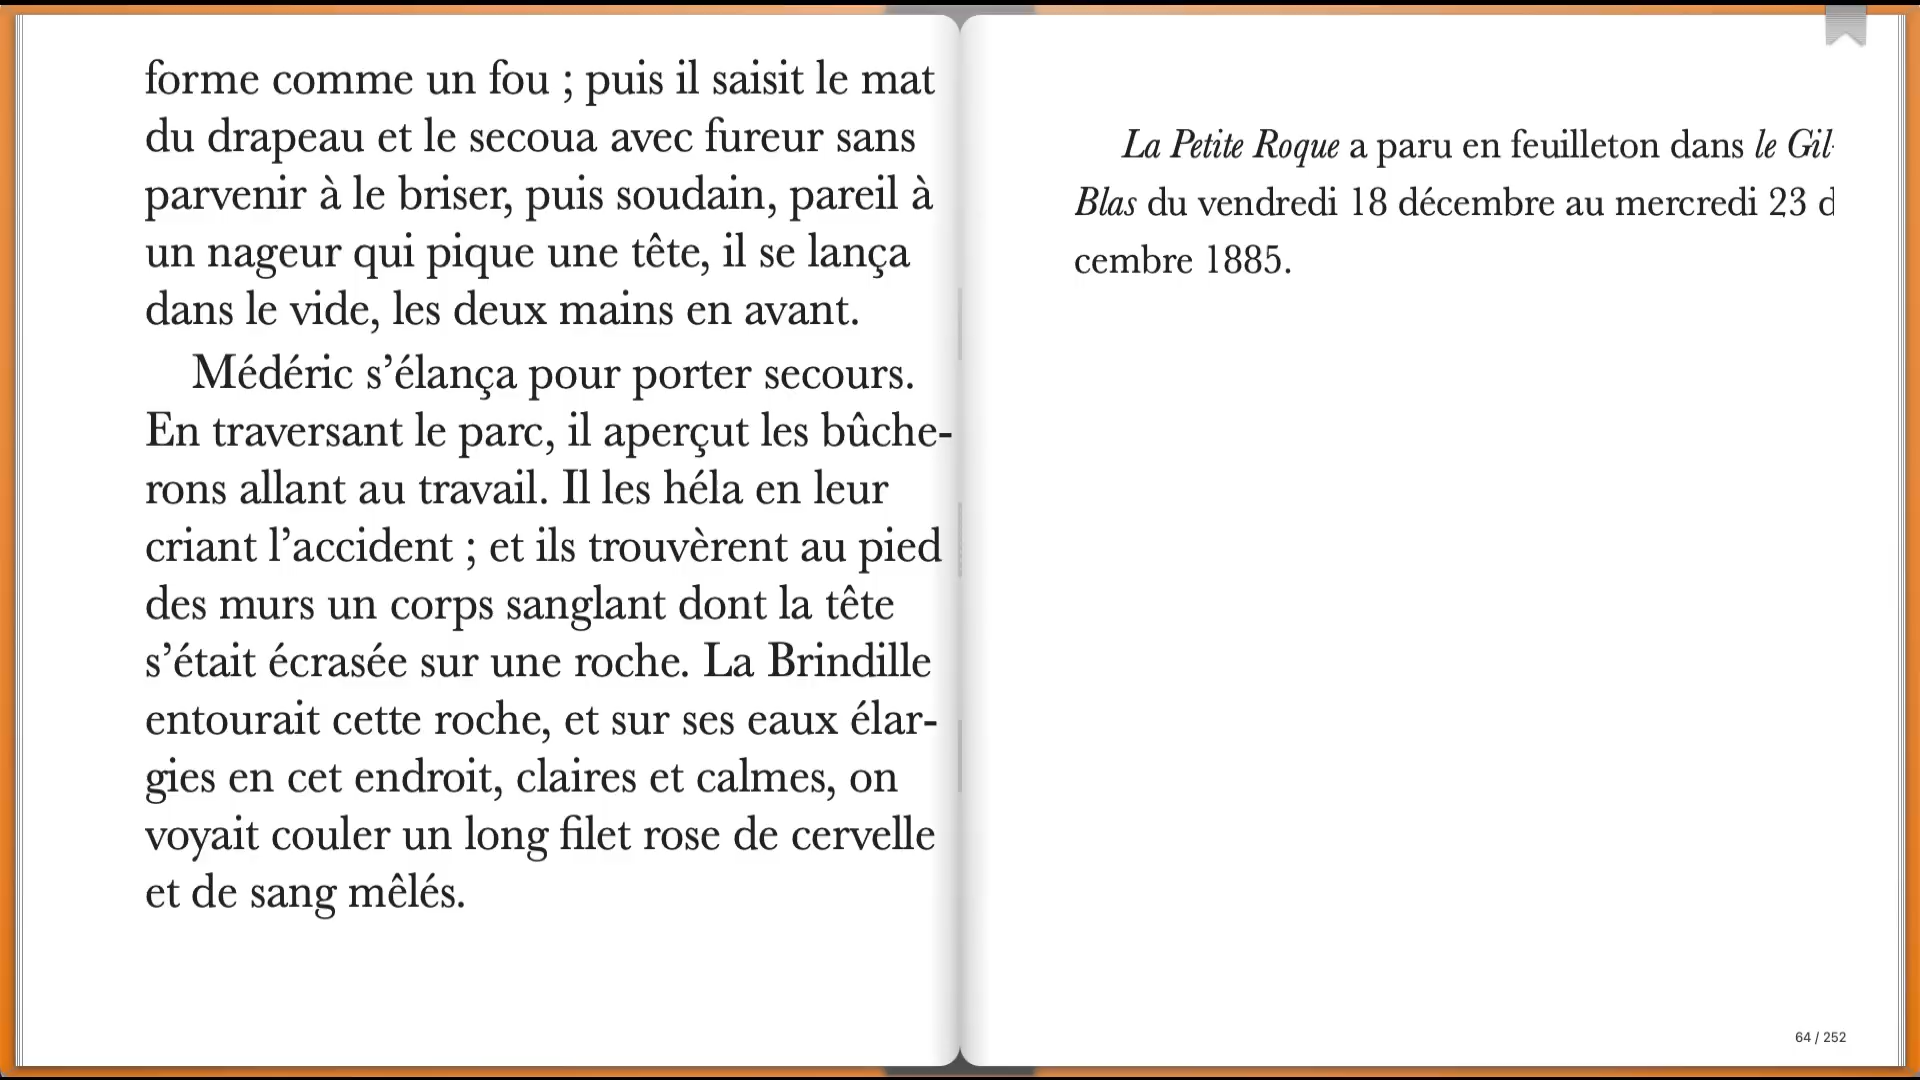 forme comme un fou ; puis il saisit le mat
du drapeau et le secoua avec fureur sans
parvenir à le briser, puis soudain, pareil à
un nageur qui pique une tête, il se lança
dans le vide, les deux mains en avant.
Médéric s’élança pour porter secours.
En traversant le parc, il aperçut les bûche-
rons allant au travail. Il les héla en leur
criant l’accident ; et ils trouvèrent au pied
des murs un corps sanglant dont la tête
s’était écrasée sur une roche. La Brindille
entourait cette roche, et sur ses eaux élar-
gies en cet endroit, claires et calmes, on
voyait couler un long filet rose de cervelle
et de sang mêlés.
La Petite Roque a paru en feuilleton dans le Gil-
Blas du vendredi 18 décembre au mercredi 23 d
cembre 1885.
64 / 252